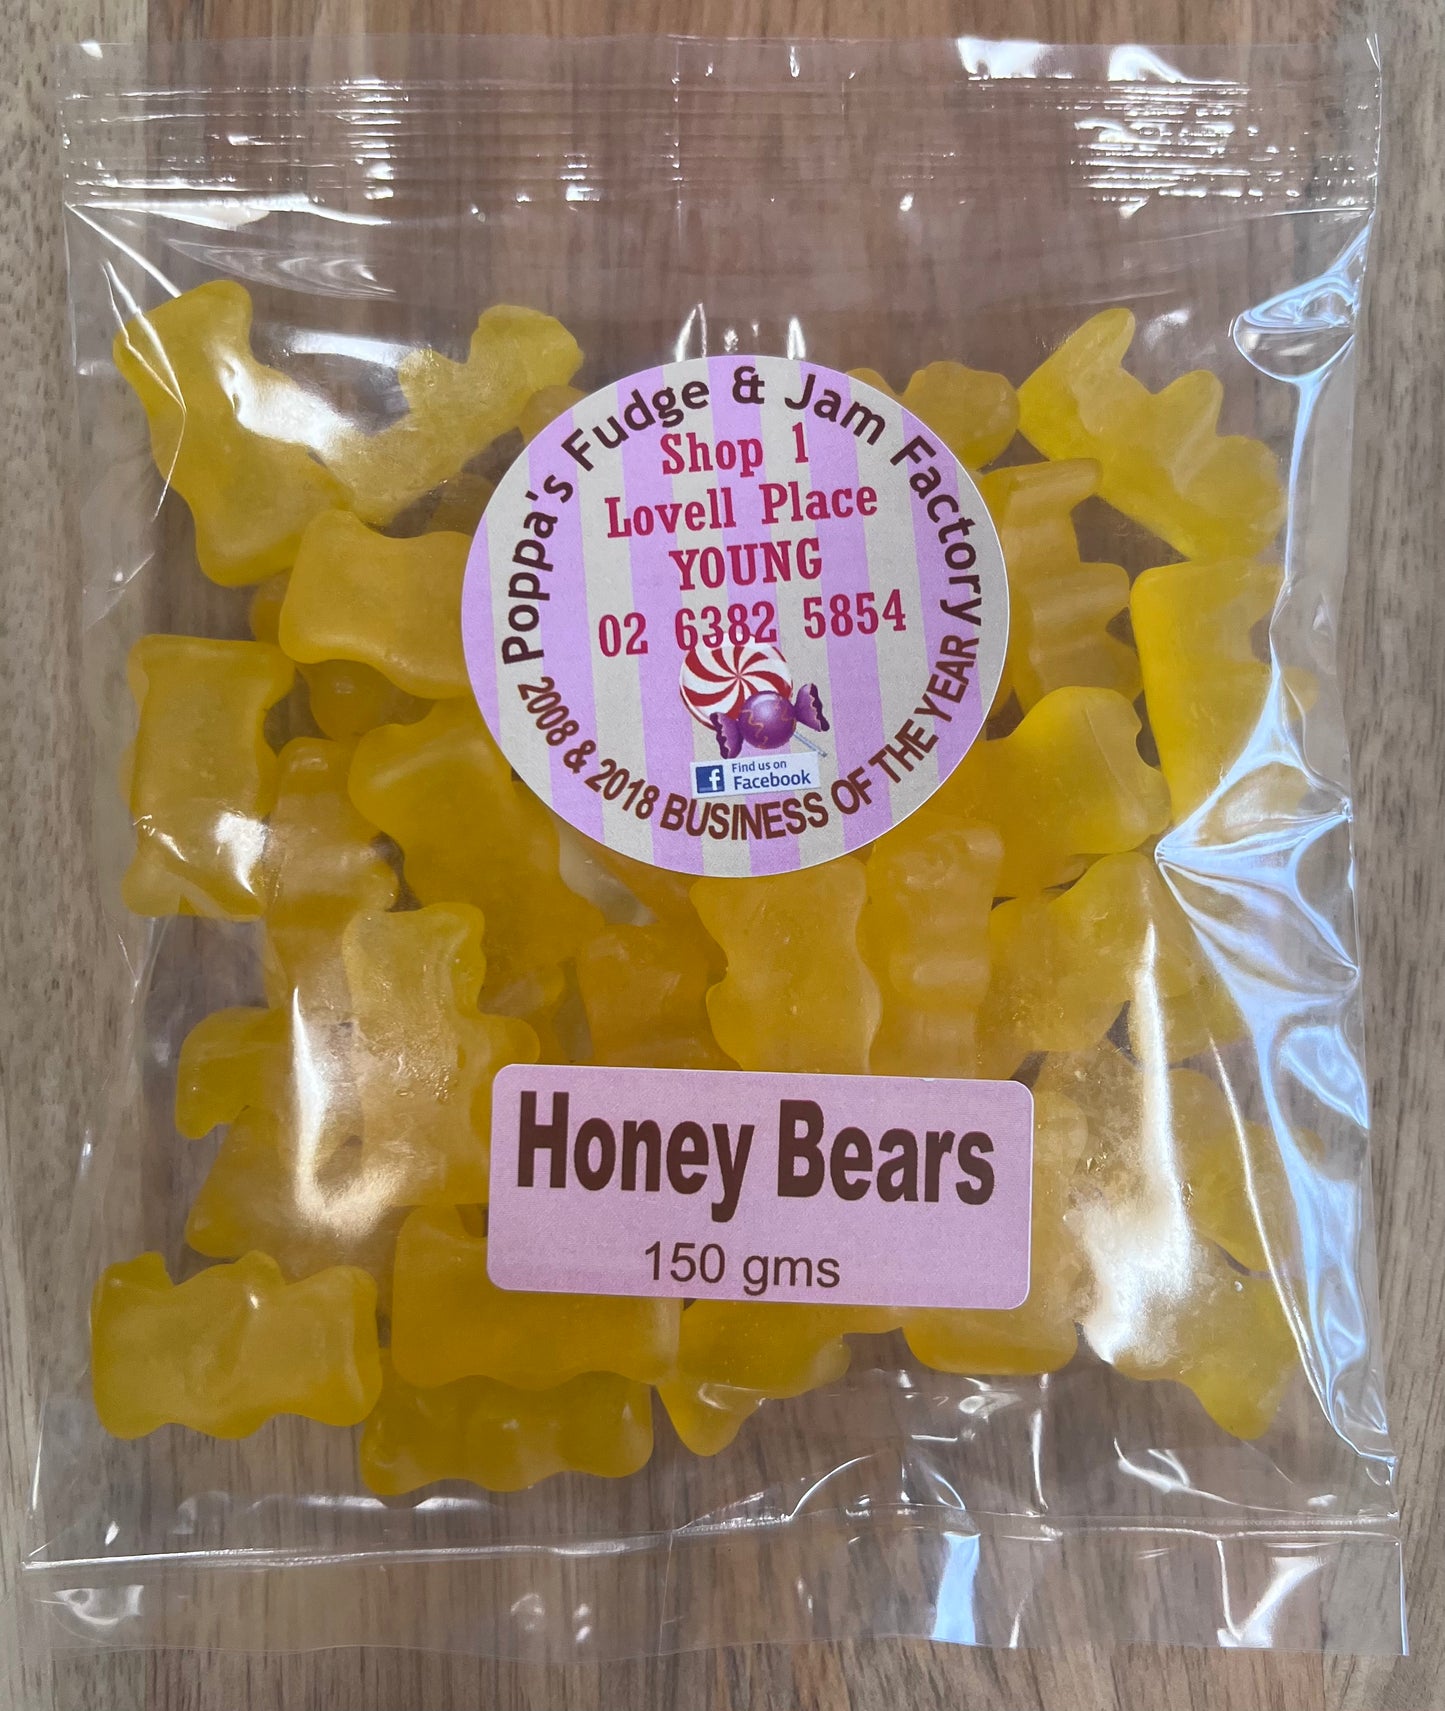 Poppa's Fudge & Jam Factory
Shop 1
Lovell Place
YOUNG
02 6382 5854
f Find us on
Facebook
2008 & 2018 BUSINESS OF THE YEAR
Honey Bears
150 gms